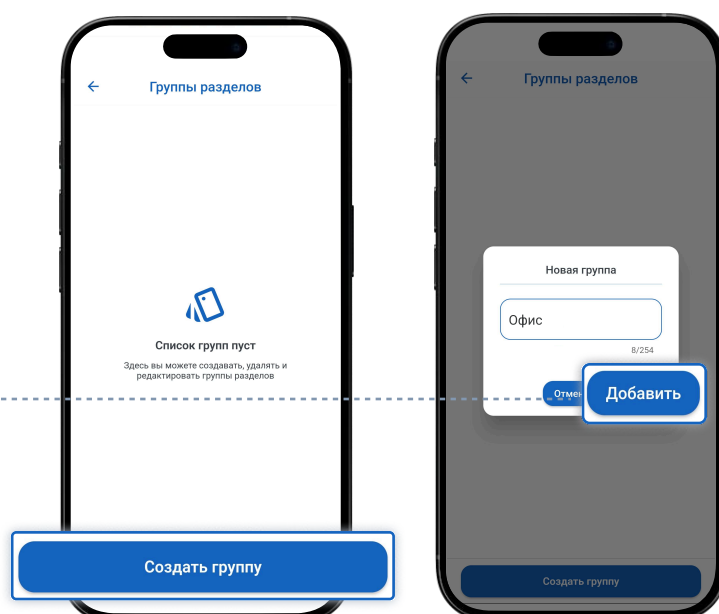 Группы разделов
Список групп пуст
Здесь вы можете создавать, удалять и
редактировать группы разделов
Создать группу
Группы разделов
Новая группа
Офис
8/254
Добавить
Создать группу